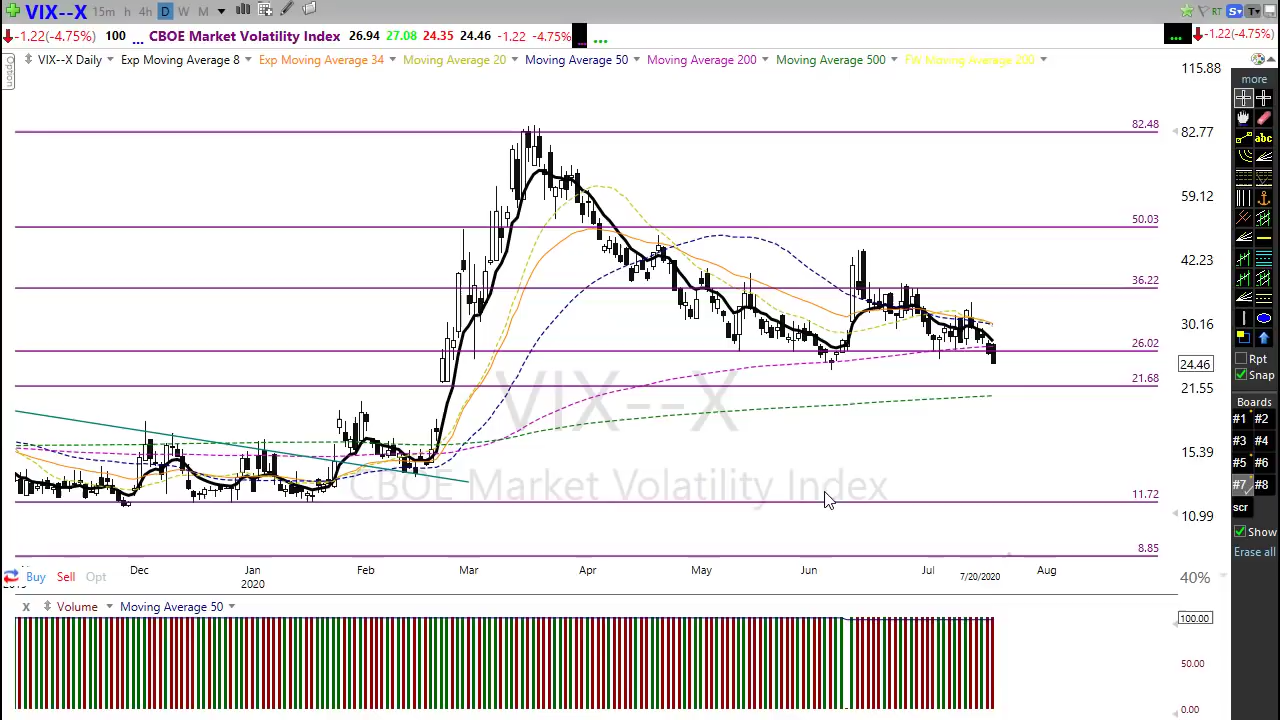 VIX--X 15m h 4h D W M RT S T
-1.22(-4.75%) 100 ... CBOE Market Volatility Index 26.94 27.08 24.35 24.46 -1.22 -4.75% ... ... -1.22(-4.75%)
Option
VIX--X Daily Exp Moving Average 8 Exp Moving Average 34 Moving Average 20 Moving Average 50 Moving Average 200 Moving Average 500 FW Moving Average 200
115.88
82.48
82.77
59.12
50.03
42.23
36.22
30.16
26.02
24.46
21.68
21.55
15.39
11.72
10.99
8.85
VIX--X
CBOE Market Volatility Index
Dec Jan Feb Mar Apr May Jun Jul Aug
2020 7/20/2020
Buy Sell Opt
40%
X Volume Moving Average 50
100.00
50.00
0.00
more
abc
Rpt
Snap
Boards
#1 #2
#3 #4
#5 #6
#7 #8
scr
Show
Erase all